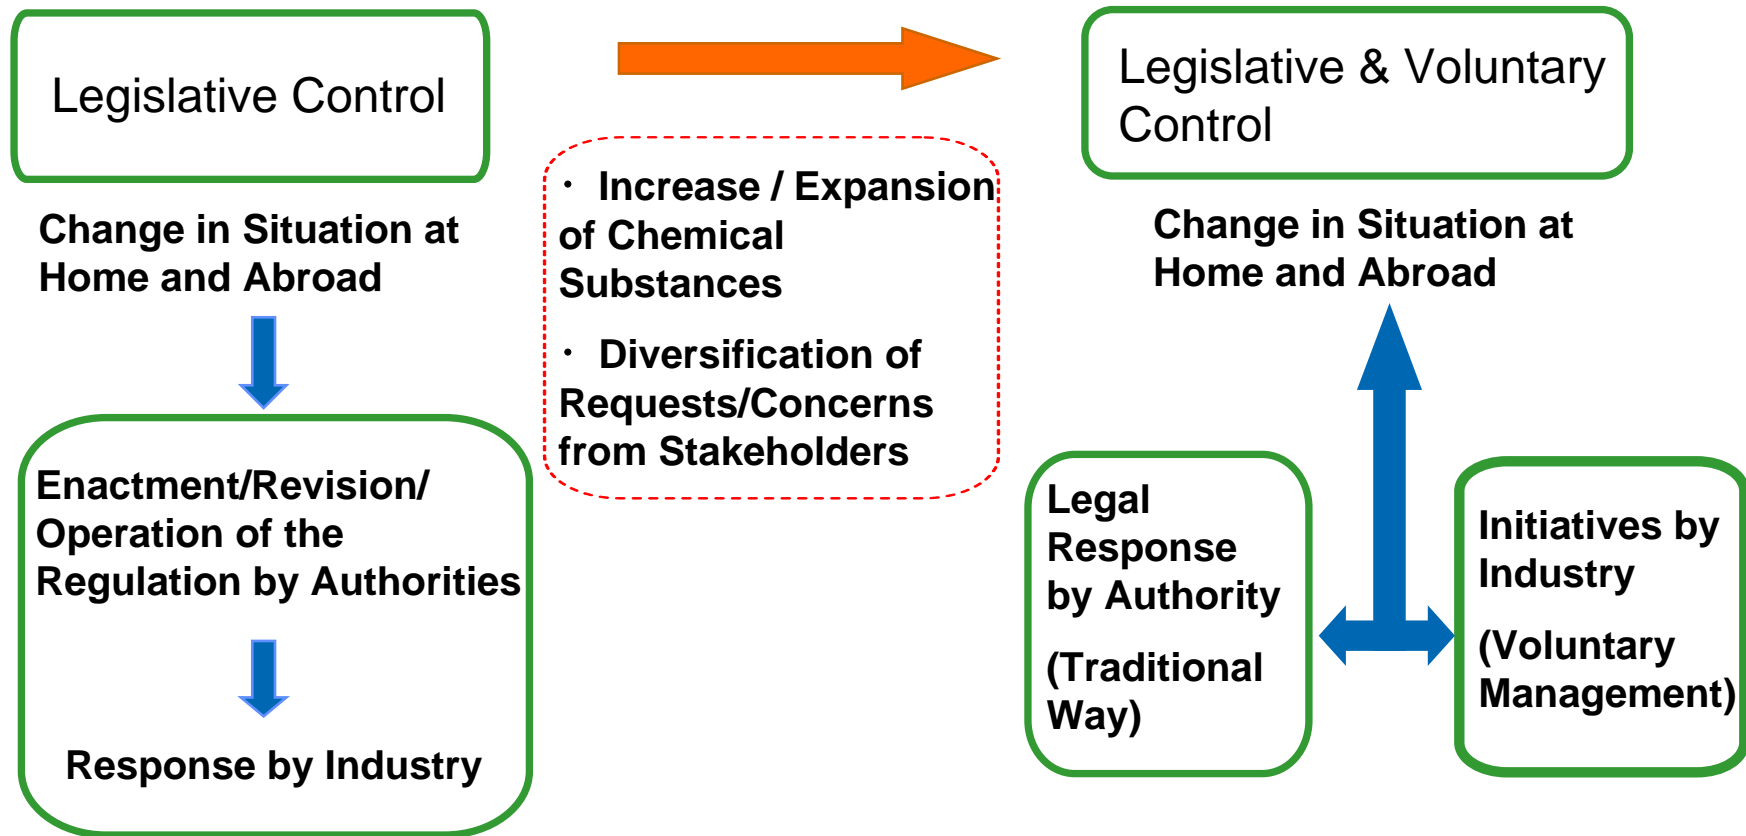 Legislative Control
Change in Situation at
Home and Abroad
Enactment/Revision/
Operation of the
Regulation by Authorities
Response by Industry
・ Increase / Expansion
of Chemical
Substances
・ Diversification of
Requests/Concerns
from Stakeholders
Legislative & Voluntary
Control
Change in Situation at
Home and Abroad
Legal
Response
by Authority
(Traditional
Way)
Initiatives by
Industry
(Voluntary
Management)